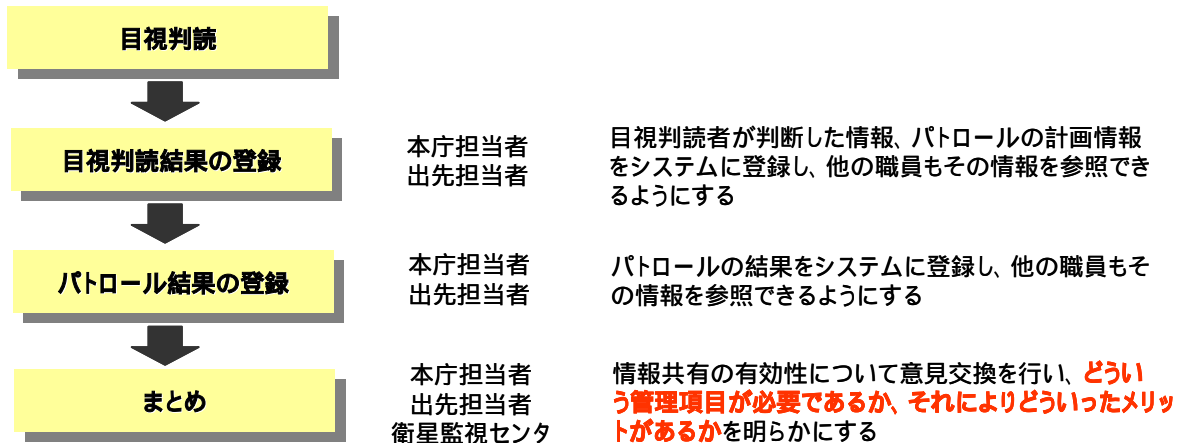 目視判読
目視判読結果の登録
本庁担当者
出先担当者
目視判読者が判断した情報、パトロールの計画情報
をシステムに登録し、他の職員もその情報を参照でき
るようにする
パトロール結果の登録
本庁担当者
出先担当者
パトロールの結果をシステムに登録し、他の職員もそ
の情報を参照できるようにする
まとめ
本庁担当者
出先担当者
衛星監視センタ
情報共有の有効性について意見交換を行い、どうい
う管理項目が必要であるか、それによりどういったメリッ
トがあるかを明らかにする